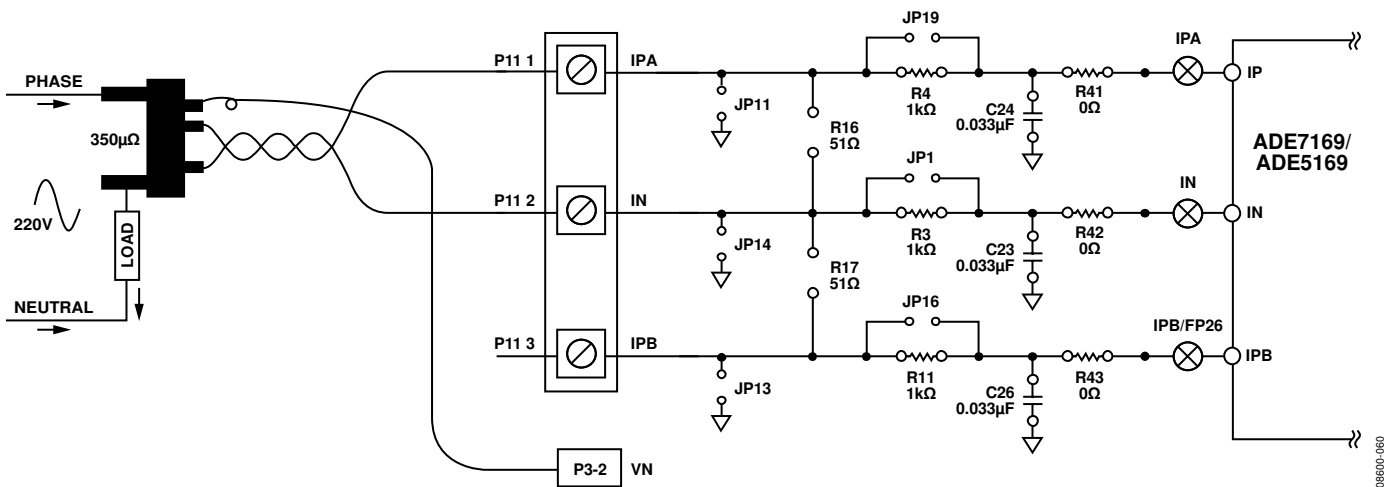 JP19
PHASE
P11 1
IPA
IPA
IP
JP11
R4
1kΩ
C24
0.033µF
R41
0Ω
350µΩ
R16
51Ω
ADE7169/
ADE5169
JP1
IN
220V
LOAD
P11 2
IN
IN
JP14
R3
1kΩ
C23
0.033µF
R42
0Ω
R17
51Ω
NEUTRAL
JP16
IPB/FP26
P11 3
IPB
IPB
JP13
R11
1kΩ
C26
0.033µF
R43
0Ω
P3-2
VN
08600-060